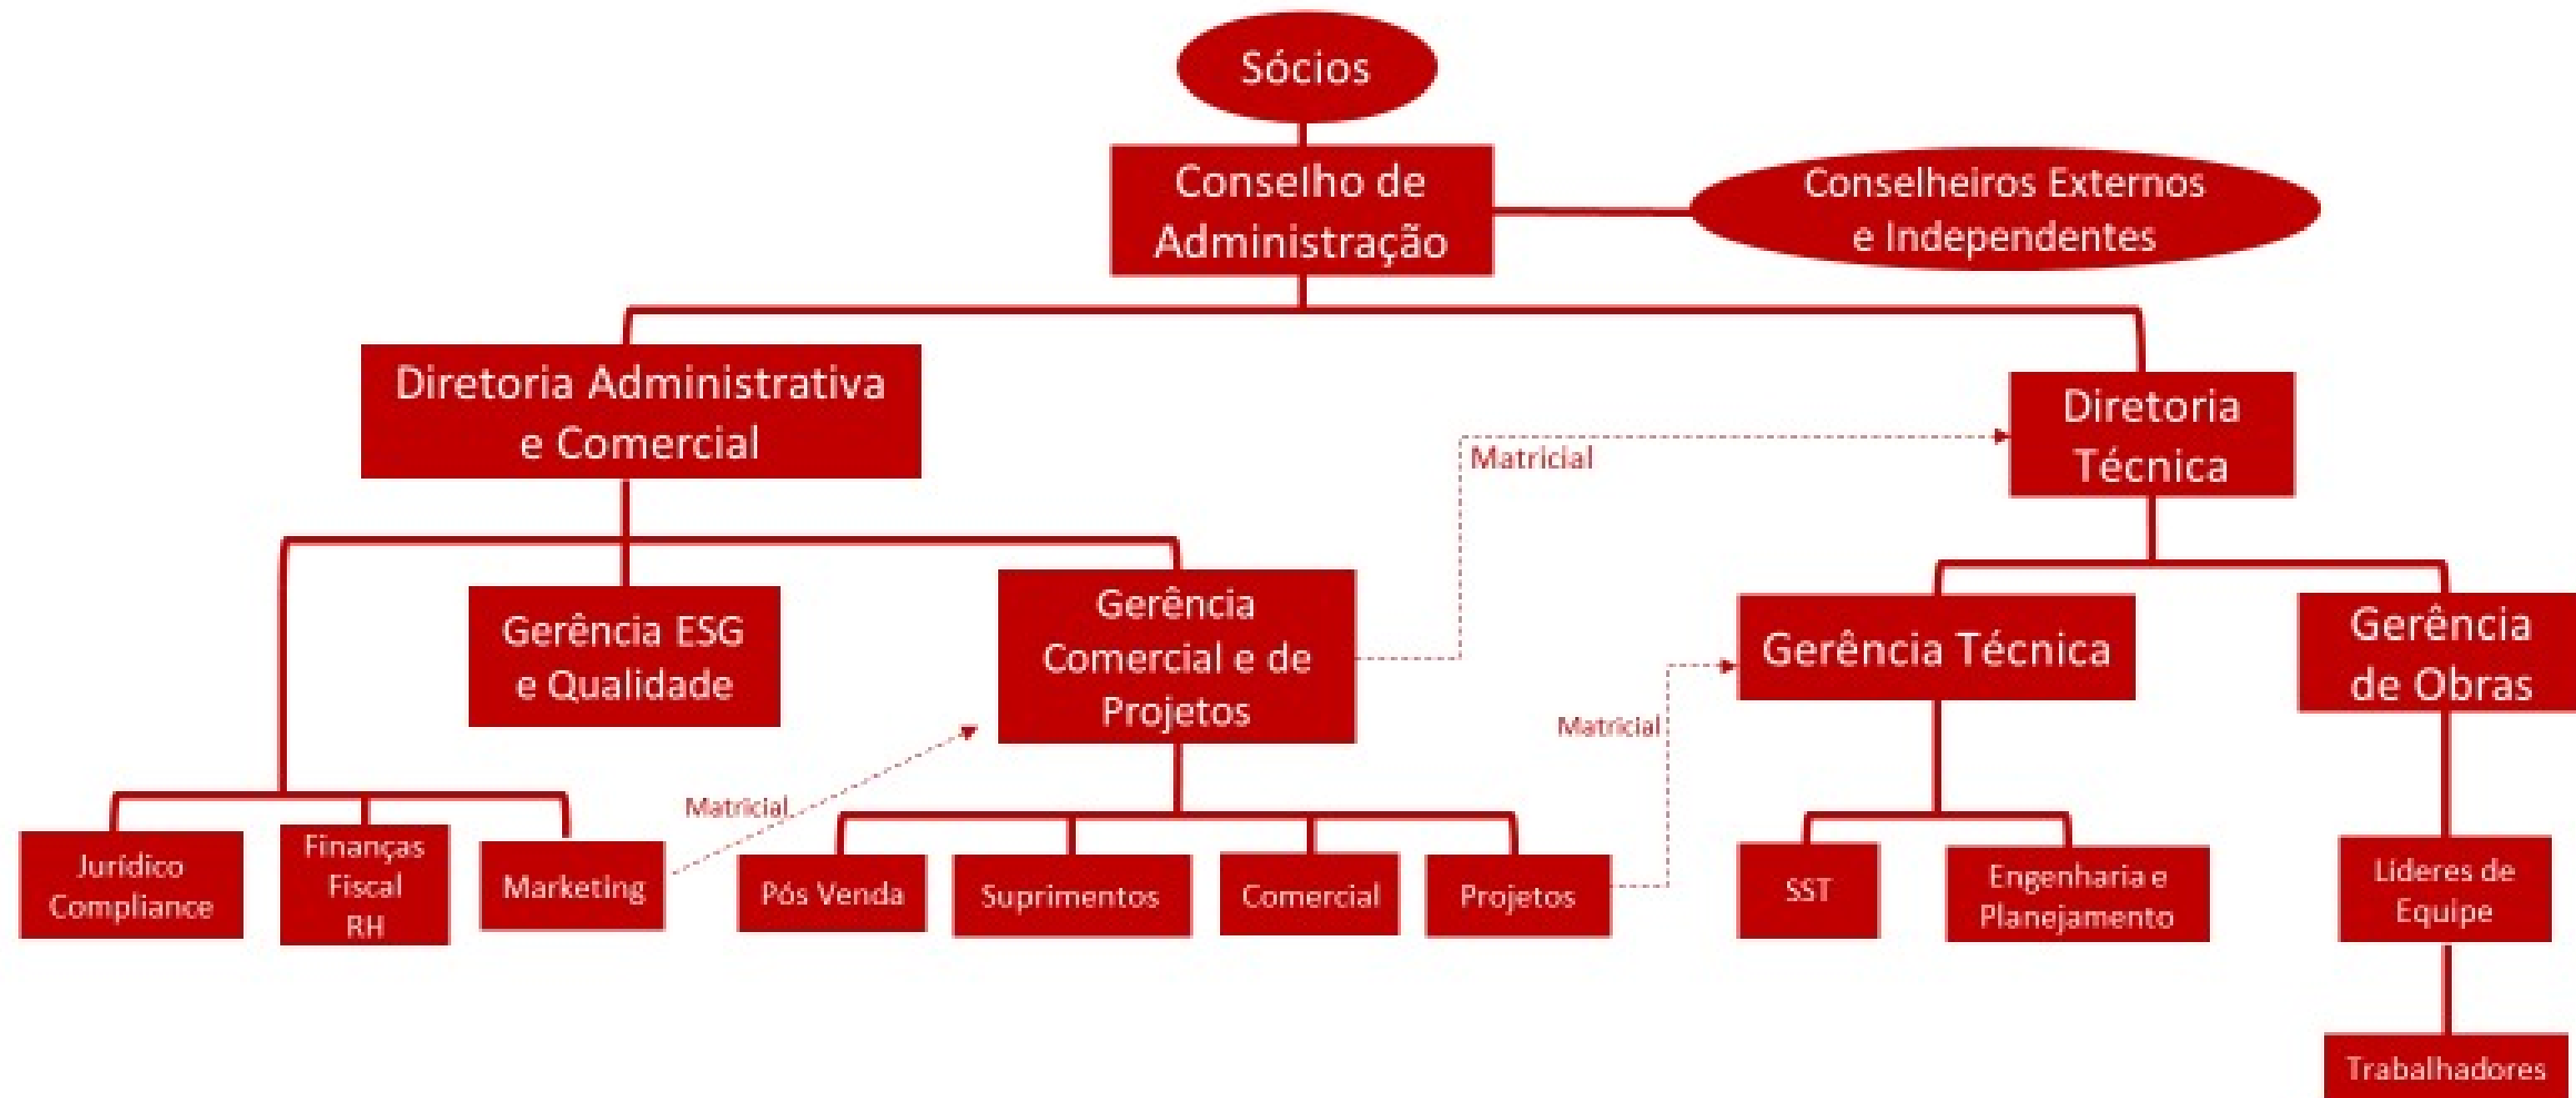 Sócios
Conselho de
Administração
Conselheiros Externos
e Independentes
Diretoria Administrativa
e Comercial
Diretoria
Técnica
Matricial
Gerência ESG
e Qualidade
Gerência
Comercial e de
Projetos
Gerência Técnica
Gerência
de Obras
Matricial
Matricial
Jurídico
Compliance
Finanças
Fiscal
RH
Marketing
Pós Venda
Suprimentos
Comercial
Projetos
SST
Engenharia e
Planejamento
Líderes de
Equipe
Trabalhadores